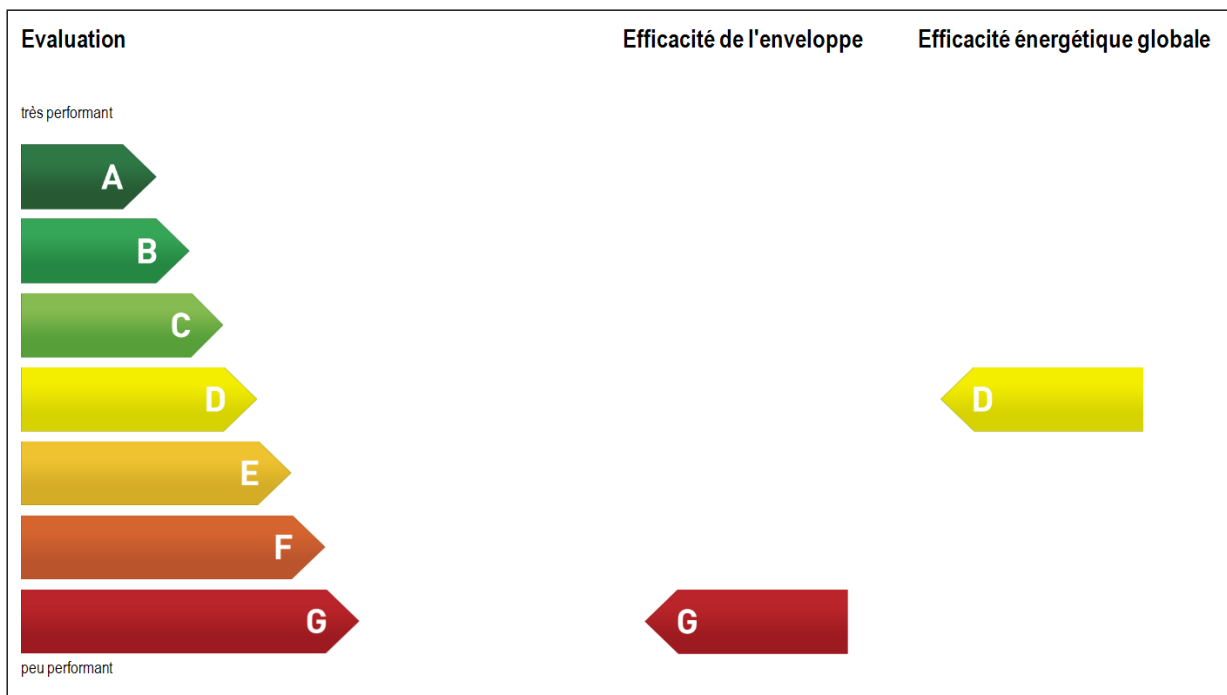 Evaluation Efficacité de l'enveloppe Efficacité énergétique globale
très performant
A
B
C
D D
E
F
G G
peu performant